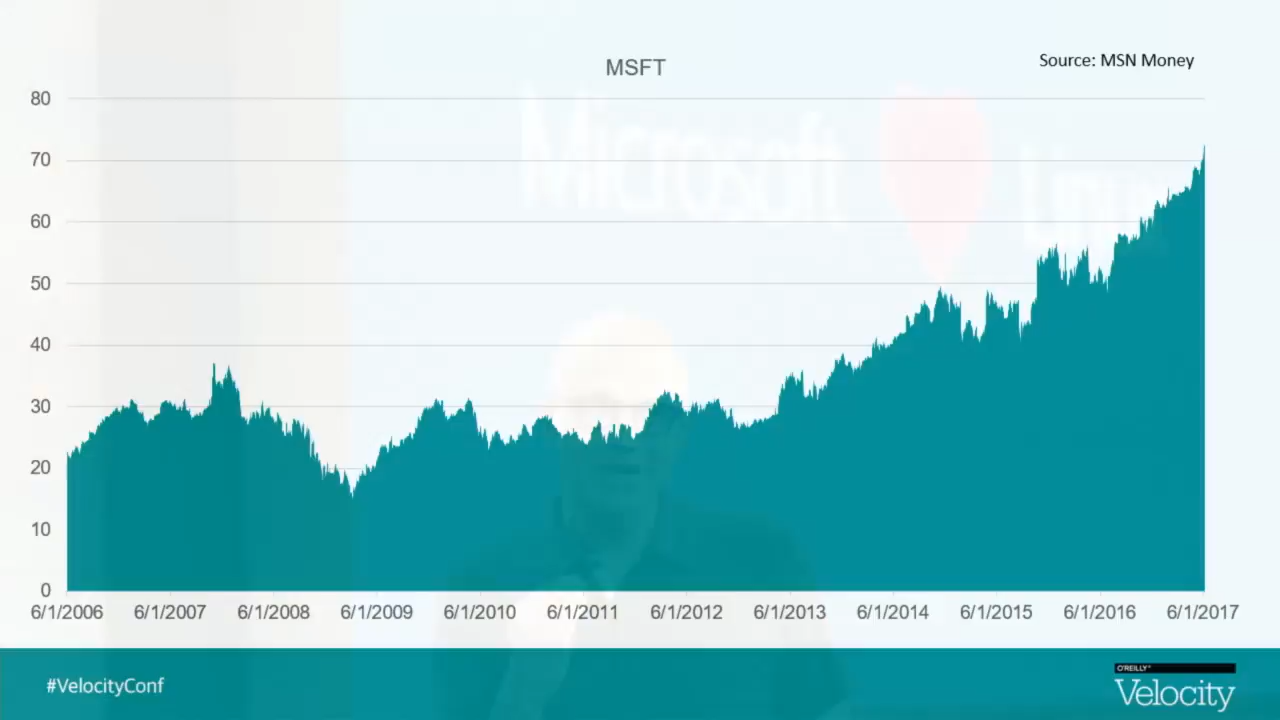 MSFT
Source: MSN Money
80
70
60
50
40
30
20
10
0
6/1/2006 6/1/2007 6/1/2008 6/1/2009 6/1/2010 6/1/2011 6/1/2012 6/1/2013 6/1/2014 6/1/2015 6/1/2016 6/1/2017
Microsoft Linux
#VelocityConf
O'REILLY®
Velocity